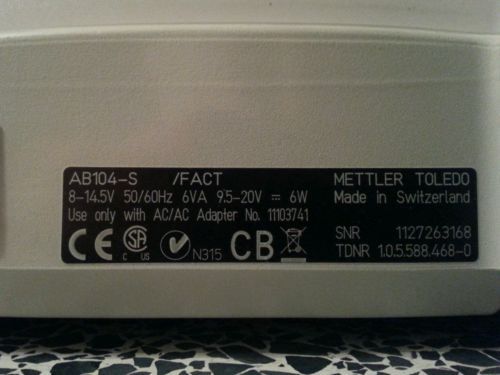 AB104-S /FACT METTLER TOLEDO
8-14.5V 50/60Hz 6VA 9.5-20V ⎓ 6W Made in Switzerland
Use only with AC/AC Adapter No. 11103741
SNR 1127263168
CE SA C US N315 CB TDNR 1.0.5.588.468-0